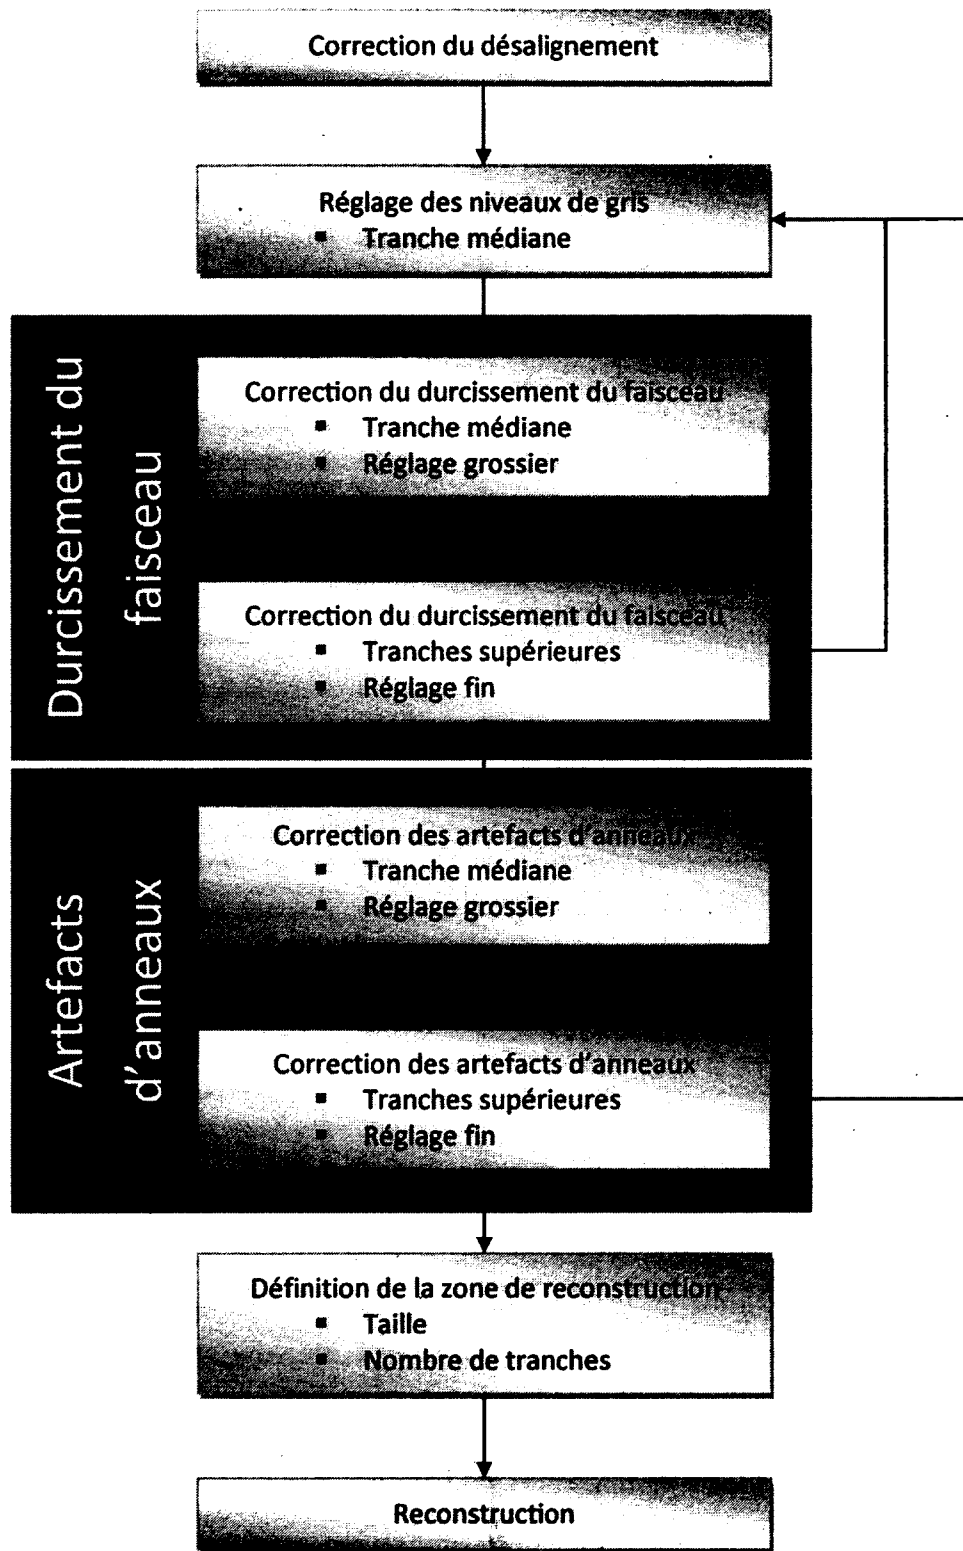 Correction du désalignement
Réglage des niveaux de gris
▪ Tranche médiane
Durcissement du
faisceau
Correction du durcissement du faisceau
▪ Tranche médiane
▪ Réglage grossier
Correction du durcissement du faisceau
▪ Tranches supérieures
▪ Réglage fin
Artefacts
d'anneaux
Correction des artefacts d'anneaux
▪ Tranche médiane
▪ Réglage grossier
Correction des artefacts d'anneaux
▪ Tranches supérieures
▪ Réglage fin
Définition de la zone de reconstruction
▪ Taille
▪ Nombre de tranches
Reconstruction